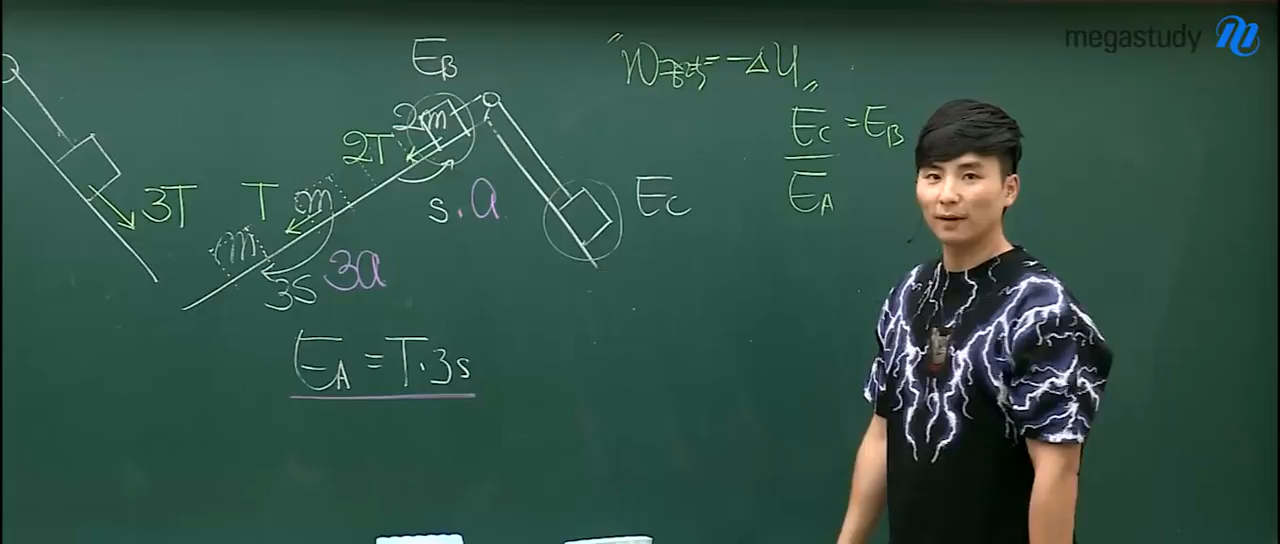 megastudy
E_B
"W중력=-ΔU"
E_C = E_B
E_A
2m
2T
3T
T
m
s.a
E_C
m
3s 3a
E_A = T·3s